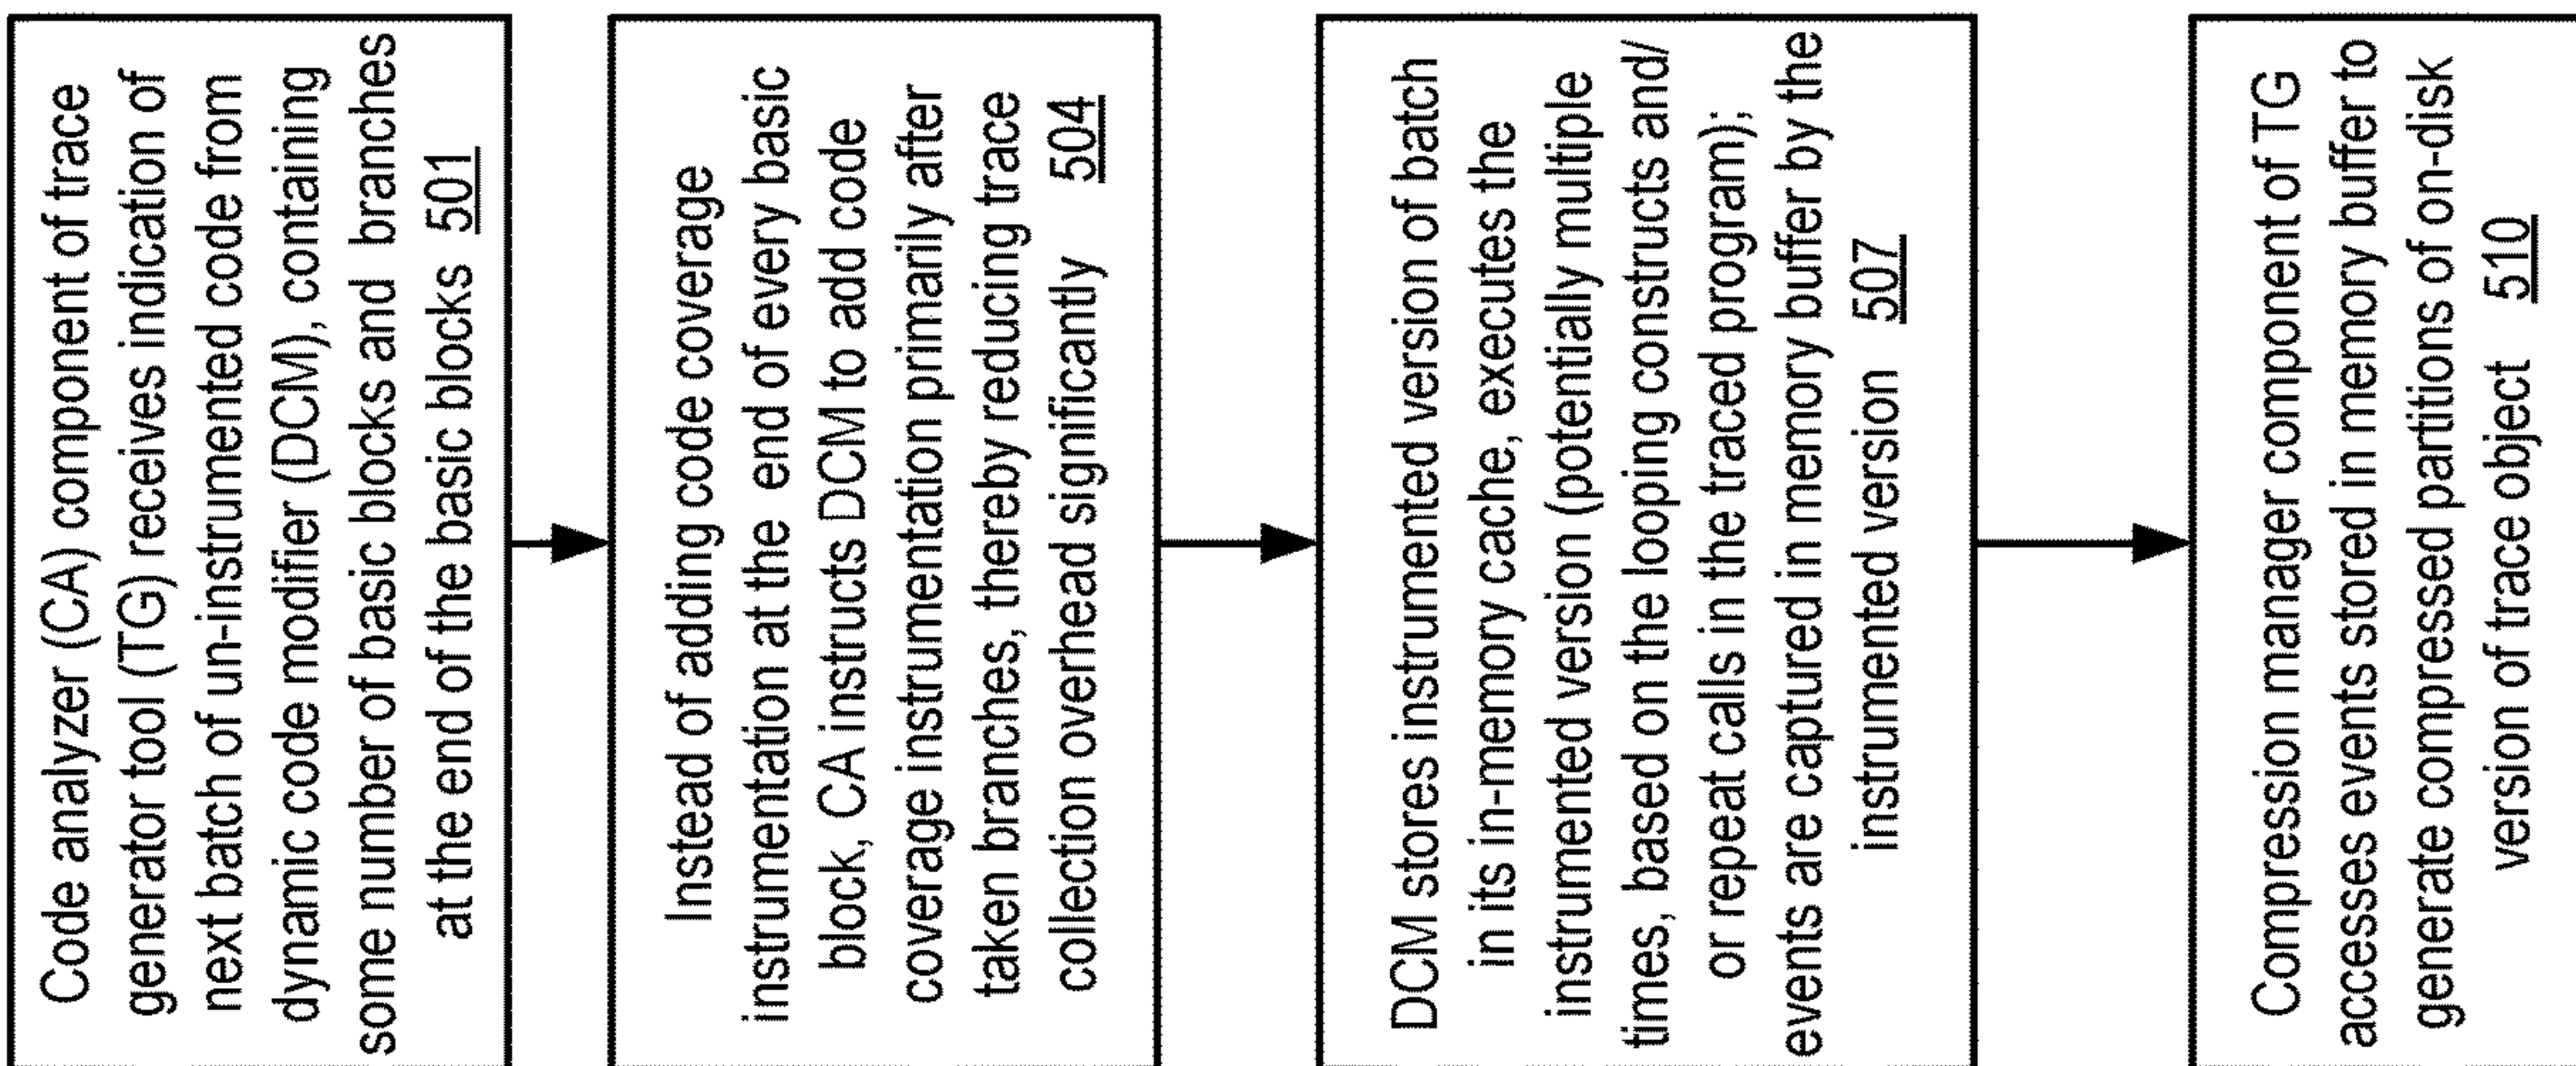 Code analyzer (CA) component of trace
generator tool (TG) receives indication of
next batch of un-instrumented code from
dynamic code modifier (DCM), containing
some number of basic blocks and branches
at the end of the basic blocks 501
Instead of adding code coverage
instrumentation at the end of every basic
block, CA instructs DCM to add code
coverage instrumentation primarily after
taken branches, thereby reducing trace
collection overhead significantly 504
DCM stores instrumented version of batch
in its in-memory cache, executes the
instrumented version (potentially multiple
times, based on the looping constructs and/
or repeat calls in the traced program);
events are captured in memory buffer by the
instrumented version 507
Compression manager component of TG
accesses events stored in memory buffer to
generate compressed partitions of on-disk
version of trace object 510